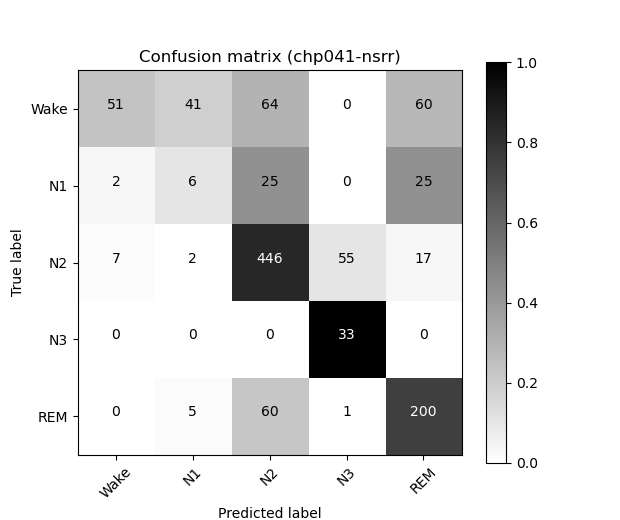 Confusion matrix (chp041-nsrr)
Wake 51 41 64 0 60
N1 2 6 25 0 25
N2 7 2 446 55 17
N3 0 0 0 33 0
REM 0 5 60 1 200
Wake N1 N2 N3 REM
Predicted label
True label
1.0
0.8
0.6
0.4
0.2
0.0